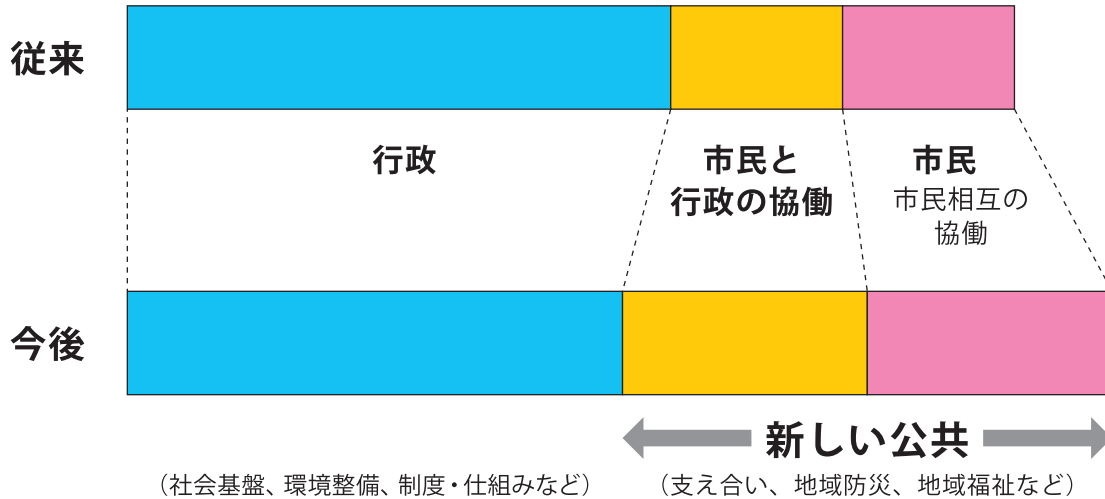 従来
行政
市民と
行政の協働
市民
市民相互の
協働
今後
新しい公共
（社会基盤、環境整備、制度・仕組みなど）
（支え合い、地域防災、地域福祉など）